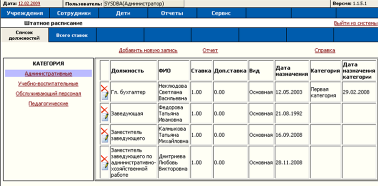 Дата: 12.02.2009 Пользователь: SYSDBA(Администратор) Версия: 1.1.5.1
Учреждения Сотрудники Дети Отчеты Сервис
Штатное расписание Выйти из системы
Список должностей Всего ставок
Добавить новую запись Отчет Справка
КАТЕГОРИЯ
Административные
Учебно-воспитательные
Обслуживающий персонал
Педагогические
Должность ФИО Ставка Доп.ставка Вид Дата назначения Категория Дата назначения категории
Гл. бухгалтер Неклюдова Светлана Васильевна 1.00 0.00 Основная 12.05.2003 Первая категория 29.02.2008
Заведующая Федорова Татьяна Ивановна 1.00 0.00 Основная 21.08.1992
Заместитель заведующего Калмыкова Татьяна Михайловна 1.00 0.00 Основная 16.09.2008
Заместитель заведующего по административно-хозяйственной работе Дмитриева Любовь Викторовна 1.00 0.00 Основная 28.11.2008